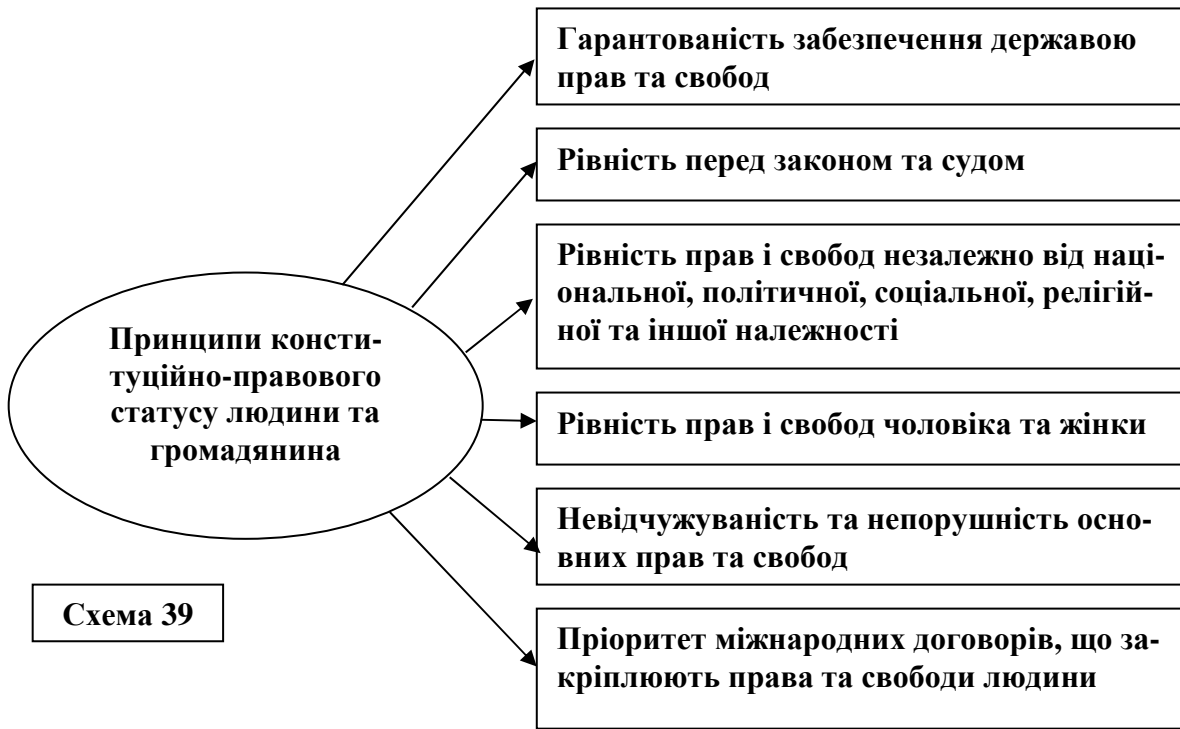 Гарантованість забезпечення державою
прав та свобод
Рівність перед законом та судом
Рівність прав і свобод незалежно від наці-
ональної, політичної, соціальної, релігій-
ної та іншої належності
Принципи консти-
туційно-правового
статусу людини та
громадянина
Рівність прав і свобод чоловіка та жінки
Невідчужуваність та непорушність осно-
вних прав та свобод
Схема 39
Пріоритет міжнародних договорів, що за-
кріплюють права та свободи людини